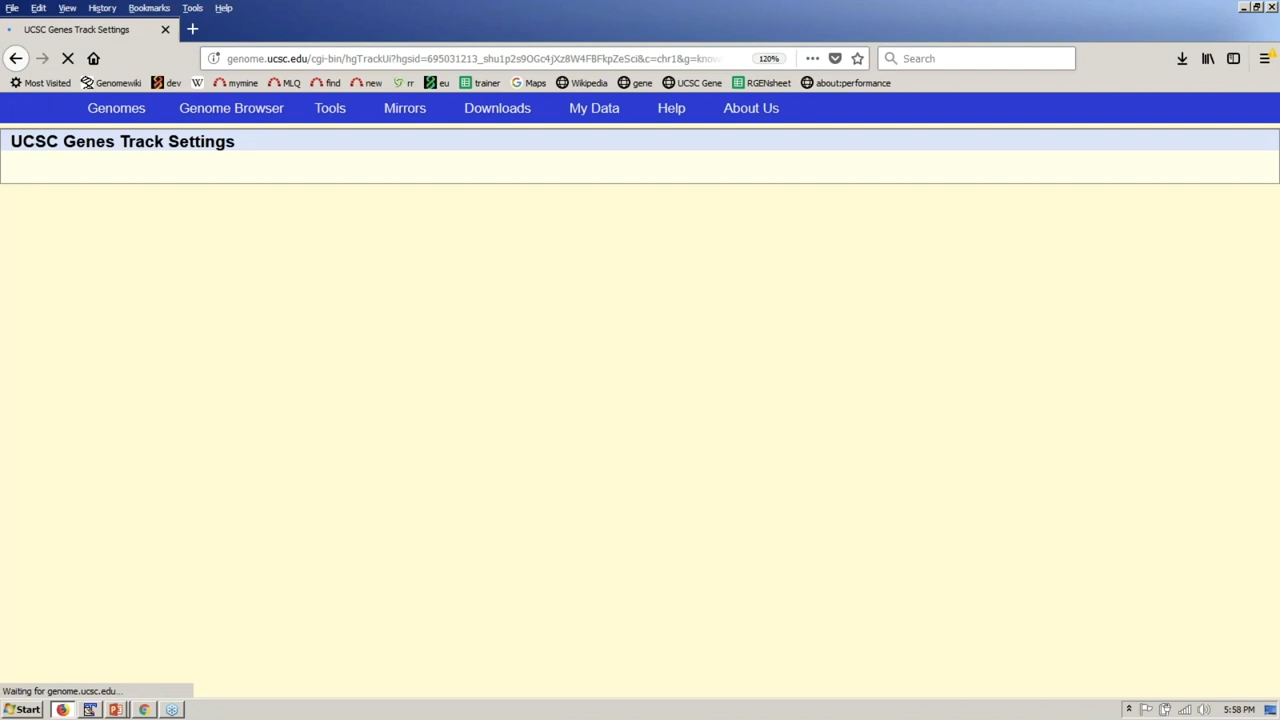 File Edit View History Bookmarks Tools Help
UCSC Genes Track Settings
genome.ucsc.edu/cgi-bin/hgTrackUi?hgsid=695031213_shu1p2s9OGc4jXz8W4FBFkpZeSci&c=chr1&g=know 120% Search
Most Visited Genomewiki dev mymine MLQ find new rr eu trainer Maps Wikipedia gene UCSC Gene RGENsheet about:performance
Genomes Genome Browser Tools Mirrors Downloads My Data Help About Us
UCSC Genes Track Settings
Waiting for genome.ucsc.edu...
Start 5:58 PM